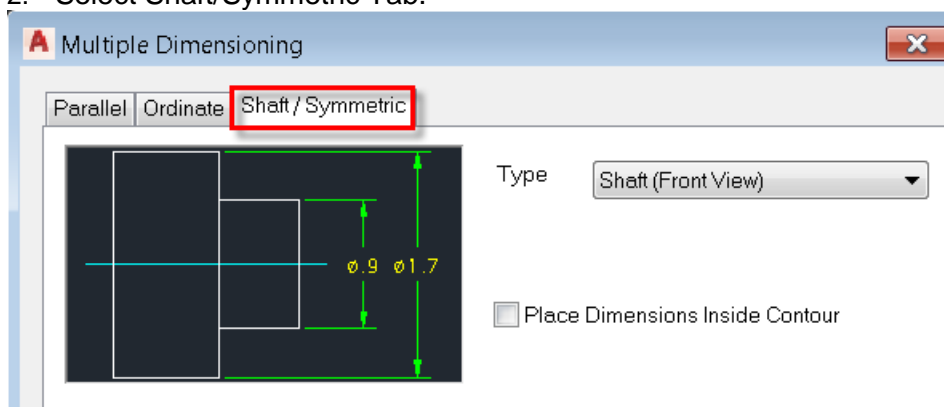 2. Select Shaft/Symmetric Tab.
Multiple Dimensioning
Parallel Ordinate Shaft / Symmetric
Type Shaft (Front View)
ø.9 ø1.7
Place Dimensions Inside Contour